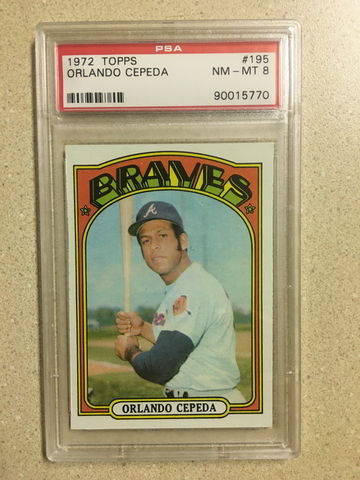 PSA
1972 TOPPS #195
ORLANDO CEPEDA NM - MT 8
90015770
BRAVES
A
ORLANDO CEPEDA